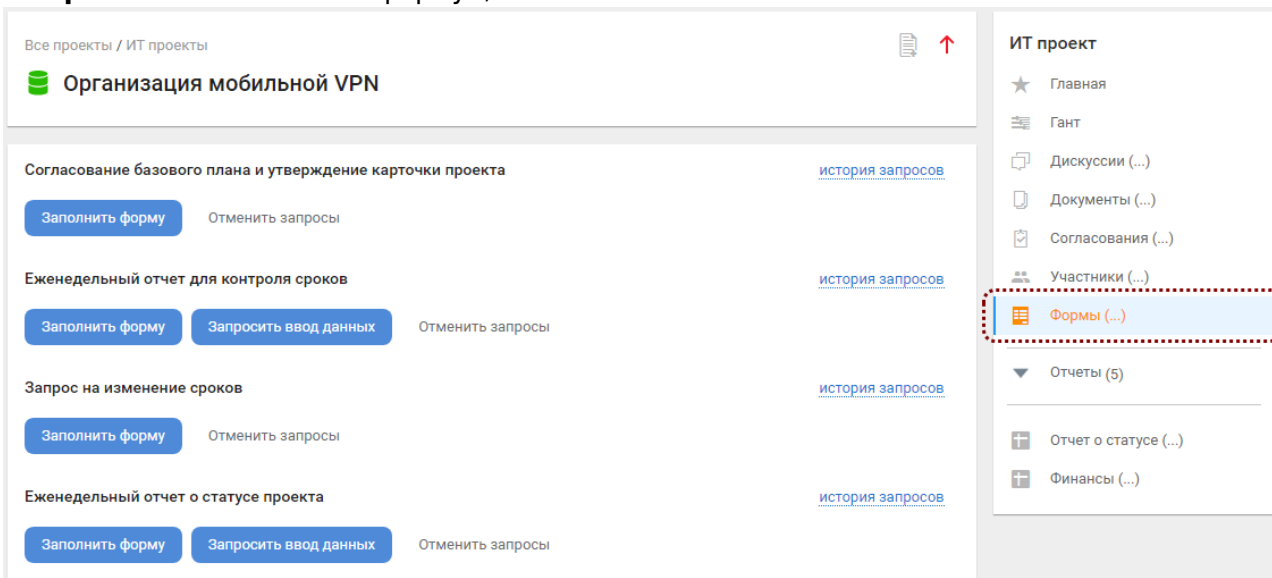 Все проекты / ИТ проекты
Организация мобильной VPN
Согласование базового плана и утверждение карточки проекта
история запросов
Заполнить форму
Отменить запросы
Еженедельный отчет для контроля сроков
история запросов
Заполнить форму
Запросить ввод данных
Отменить запросы
Запрос на изменение сроков
история запросов
Заполнить форму
Отменить запросы
Еженедельный отчет о статусе проекта
история запросов
Заполнить форму
Запросить ввод данных
Отменить запросы
ИТ проект
Главная
Гант
Дискуссии (...)
Документы (...)
Согласования (...)
Участники (...)
Формы (...)
Отчеты (5)
Отчет о статусе (...)
Финансы (...)